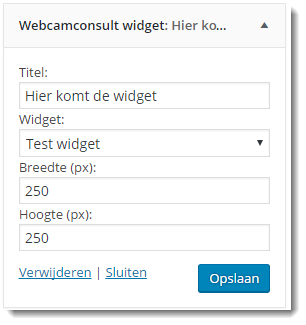 Webcamconsult widget: Hier ko...
Titel:
Hier komt de widget
Widget:
Test widget
Breedte (px):
250
Hoogte (px):
250
Verwijderen | Sluiten Opslaan